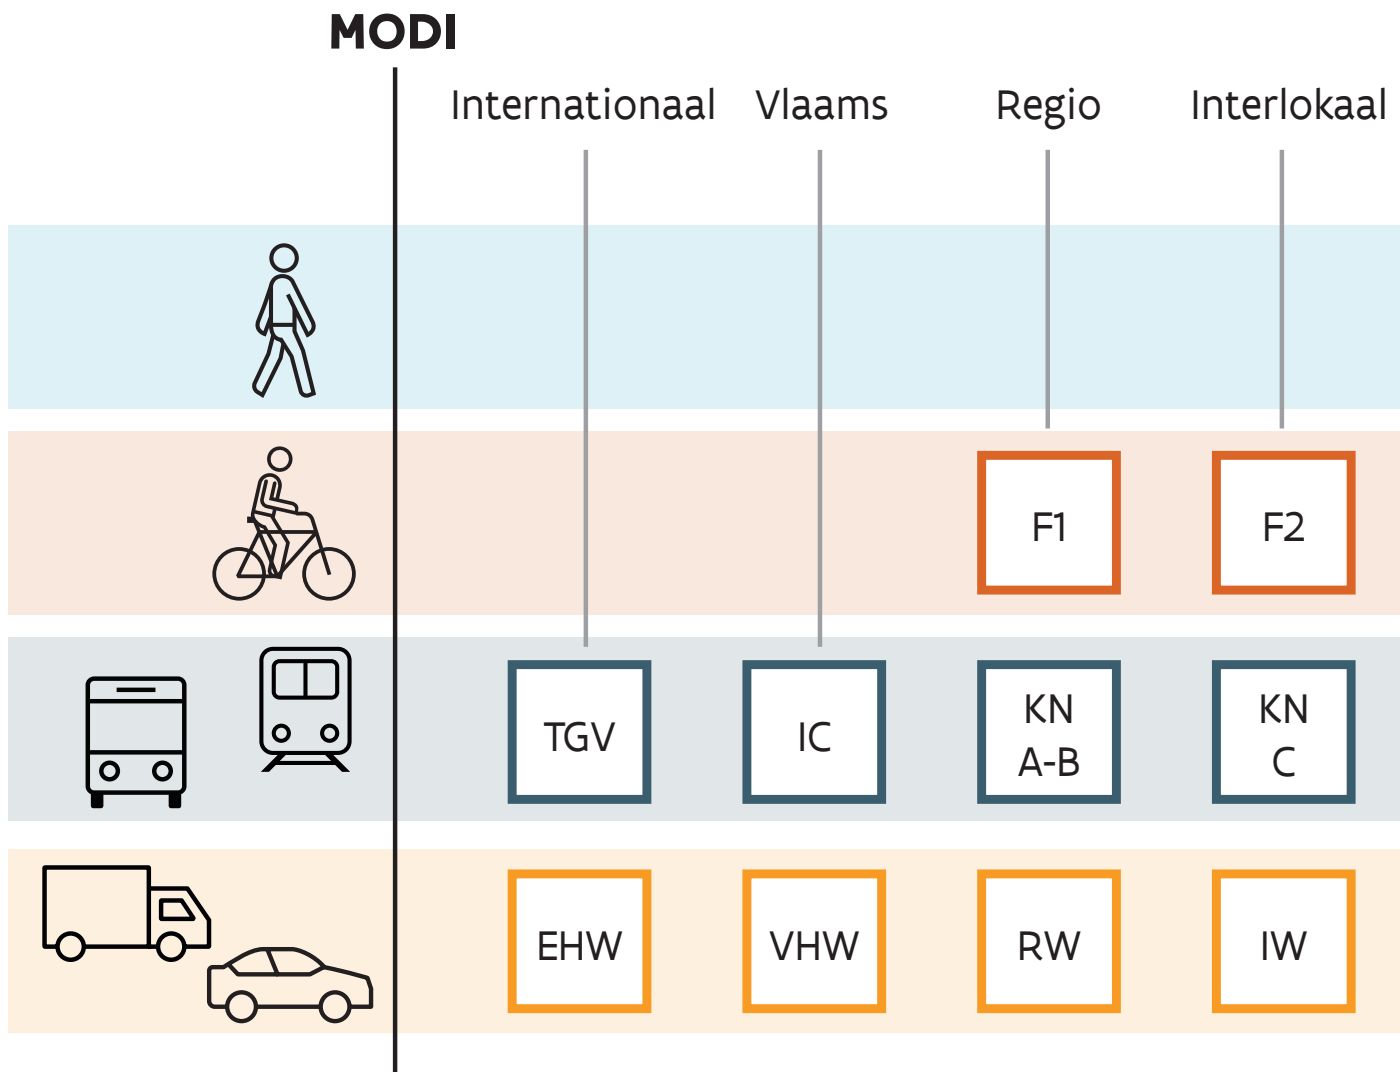 MODI
Internationaal Vlaams Regio Interlokaal
F1 F2
TGV IC KN A-B KN C
EHW VHW RW IW